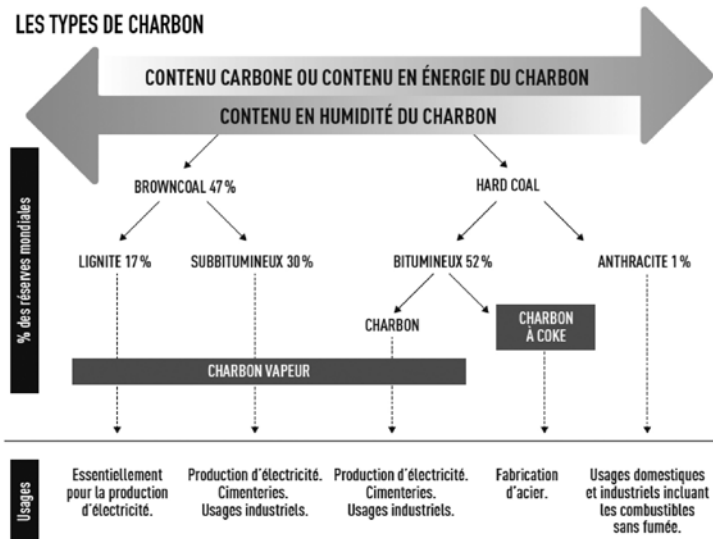 LES TYPES DE CHARBON
CONTENU CARBONE OU CONTENU EN ÉNERGIE DU CHARBON
CONTENU EN HUMIDITÉ DU CHARBON
% des réserves mondiales
BROWNCOAL 47 %
HARD COAL
LIGNITE 17 %
SUBBITUMINEUX 30 %
BITUMINEUX 52 %
ANTHRACITE 1 %
CHARBON
CHARBON
À COKE
CHARBON VAPEUR
Usages
Essentiellement
pour la production
d'électricité.
Production d'électricité.
Cimenteries.
Usages industriels.
Production d'électricité.
Cimenteries.
Usages industriels.
Fabrication
d'acier.
Usages domestiques
et industriels incluant
les combustibles
sans fumée.